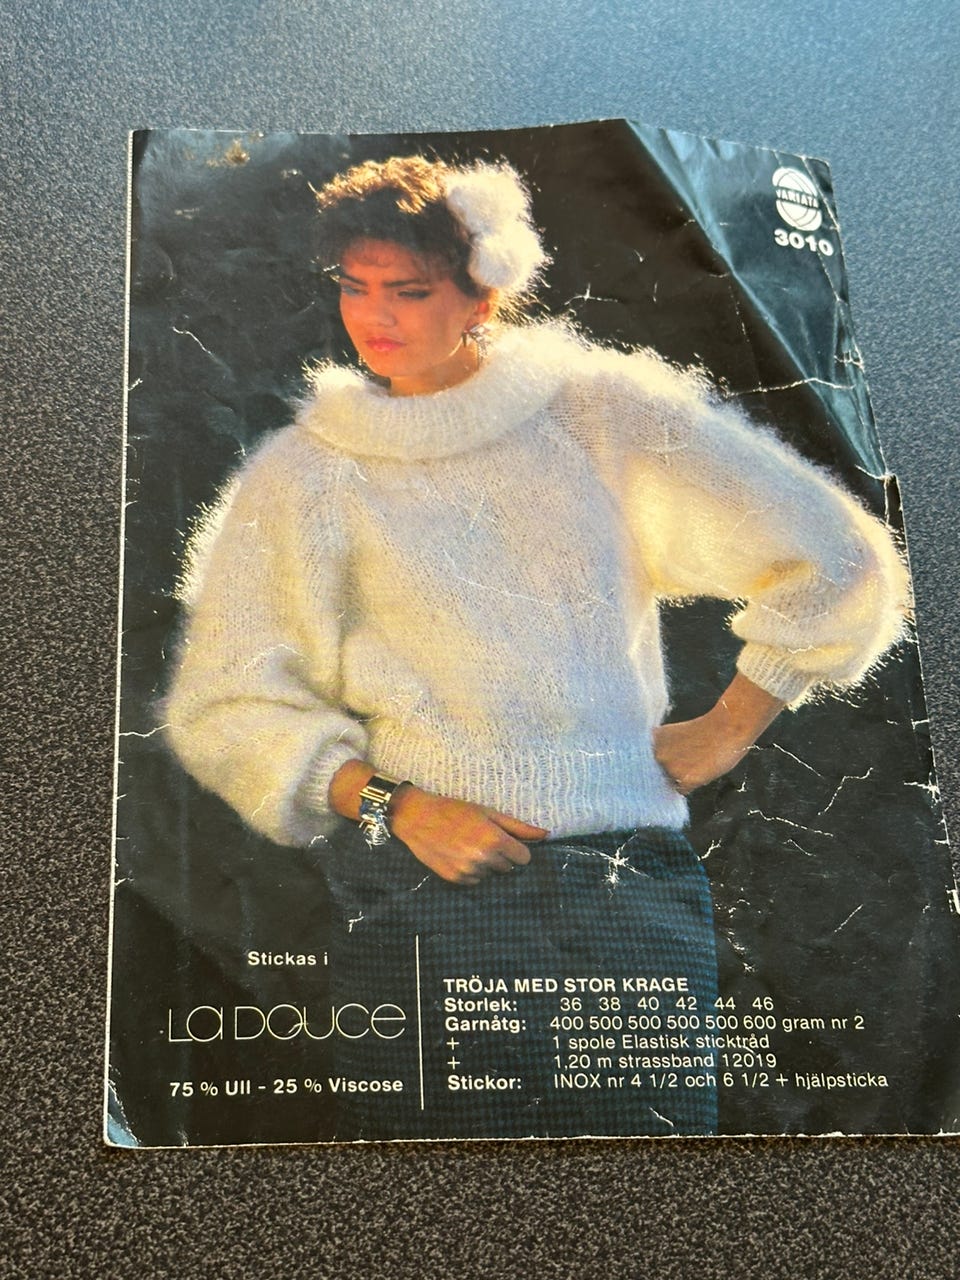 VARIATA
3010
Stickas i
La Douce
75 % Ull - 25 % Viscose
TRÖJA MED STOR KRAGE
Storlek: 36 38 40 42 44 46
Garnåtg: 400 500 500 500 500 600 gram nr 2
+ 1 spole Elastisk sticktråd
+ 1,20 m strassband 12019
Stickor: INOX nr 4 1/2 och 6 1/2 + hjälpsticka